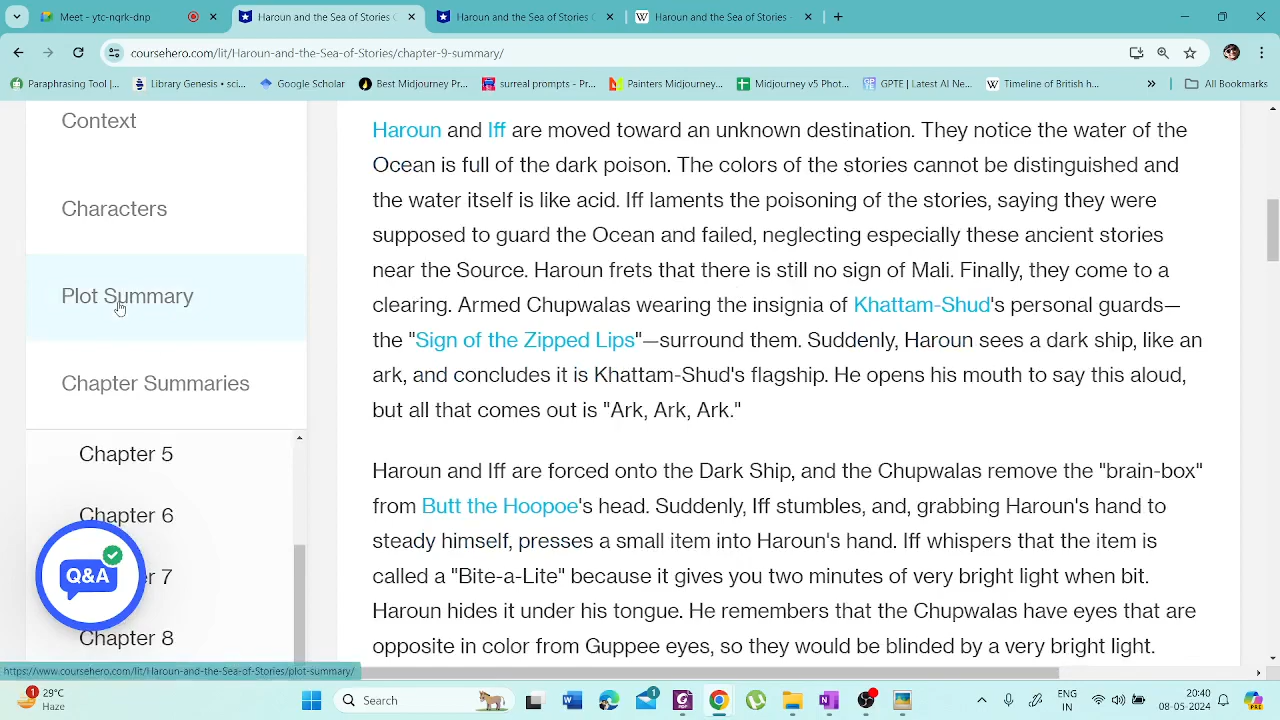 Meet - ytc-nqrk-dnp
Haroun and the Sea of Stories C
Haroun and the Sea of Stories C
Haroun and the Sea of Stories -
coursehero.com/lit/Haroun-and-the-Sea-of-Stories/chapter-9-summary/
Paraphrasing Tool |...
Library Genesis • sci...
Google Scholar
Best Midjourney Pro...
surreal prompts - Pr...
Painters Midjourney...
Midjourney v5 Phot...
GPTE | Latest AI Ne...
Timeline of British h...
All Bookmarks
Context
Characters
Plot Summary
Chapter Summaries
Chapter 5
Chapter 6
er 7
Chapter 8
Q&A
Haroun and Iff are moved toward an unknown destination. They notice the water of the
Ocean is full of the dark poison. The colors of the stories cannot be distinguished and
the water itself is like acid. Iff laments the poisoning of the stories, saying they were
supposed to guard the Ocean and failed, neglecting especially these ancient stories
near the Source. Haroun frets that there is still no sign of Mali. Finally, they come to a
clearing. Armed Chupwalas wearing the insignia of Khattam-Shud's personal guards—
the "Sign of the Zipped Lips"—surround them. Suddenly, Haroun sees a dark ship, like an
ark, and concludes it is Khattam-Shud's flagship. He opens his mouth to say this aloud,
but all that comes out is "Ark, Ark, Ark."
Haroun and Iff are forced onto the Dark Ship, and the Chupwalas remove the "brain-box"
from Butt the Hoopoe's head. Suddenly, Iff stumbles, and, grabbing Haroun's hand to
steady himself, presses a small item into Haroun's hand. Iff whispers that the item is
called a "Bite-a-Lite" because it gives you two minutes of very bright light when bit.
Haroun hides it under his tongue. He remembers that the Chupwalas have eyes that are
opposite in color from Guppee eyes, so they would be blinded by a very bright light.
https://www.coursehero.com/lit/Haroun-and-the-Sea-of-Stories/plot-summary/
1
29°C
Haze
Search
1
ENG
IN
20:40
08-05-2024
PRE